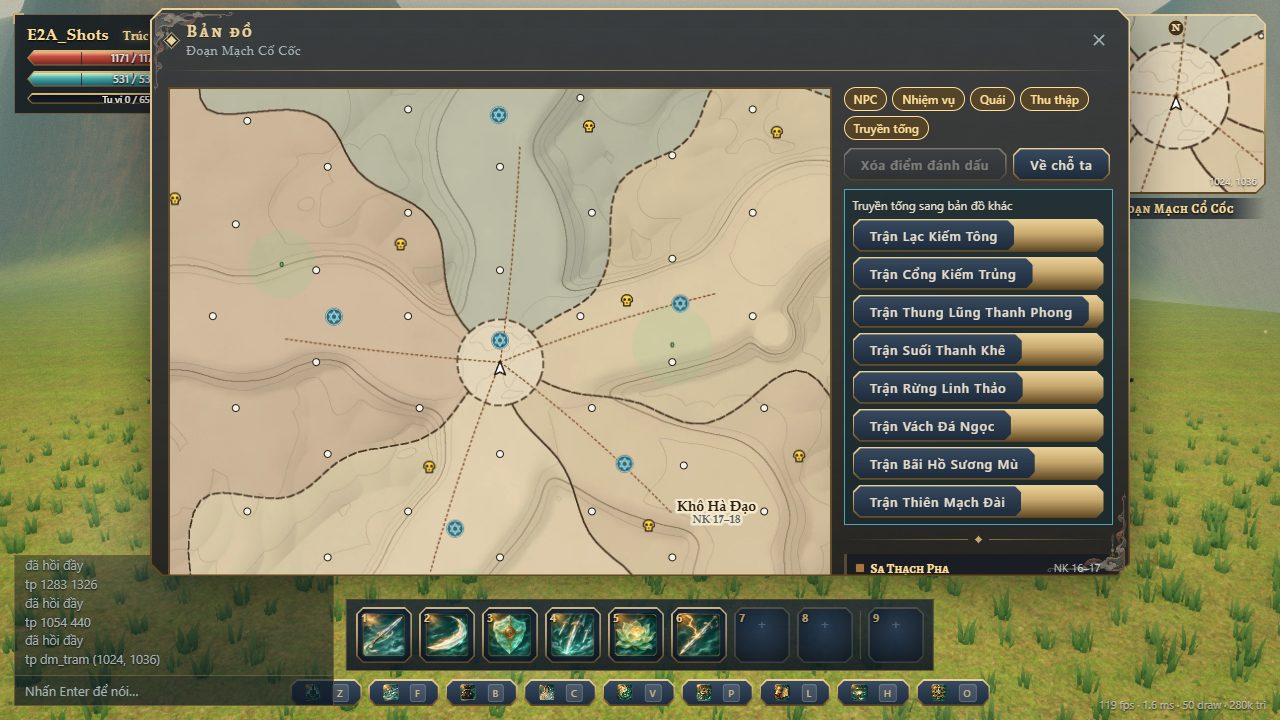 E2A_Shots Trúc
1171 / 117
531 / 53
Tu vi 0 / 65
BẢN ĐỒ
Đoạn Mạch Cổ Cốc
N
1024, 1036
OẠN MẠCH CỔ CỐC
NPC
Nhiệm vụ
Quái
Thu thập
Truyền tống
Xóa điểm đánh dấu
Về chỗ ta
Truyền tống sang bản đồ khác
Trận Lạc Kiếm Tông
Trận Cổng Kiếm Trủng
Trận Thung Lũng Thanh Phong
Trận Suối Thanh Khê
Trận Rừng Linh Thảo
Trận Vách Đá Ngọc
Trận Bãi Hồ Sương Mù
Trận Thiên Mạch Đài
SA THẠCH PHA NK 16–17
Khô Hà Đạo
NK 17–18
đã hồi đầy
tp 1283 1326
đã hồi đầy
tp 1054 440
đã hồi đầy
tp dm_tram (1024, 1036)
Nhấn Enter để nói...
1 2 3 4 5 6 7 8 9
Z F B C V P L H O
119 fps · 1.6 ms · 50 draw · 280k tri